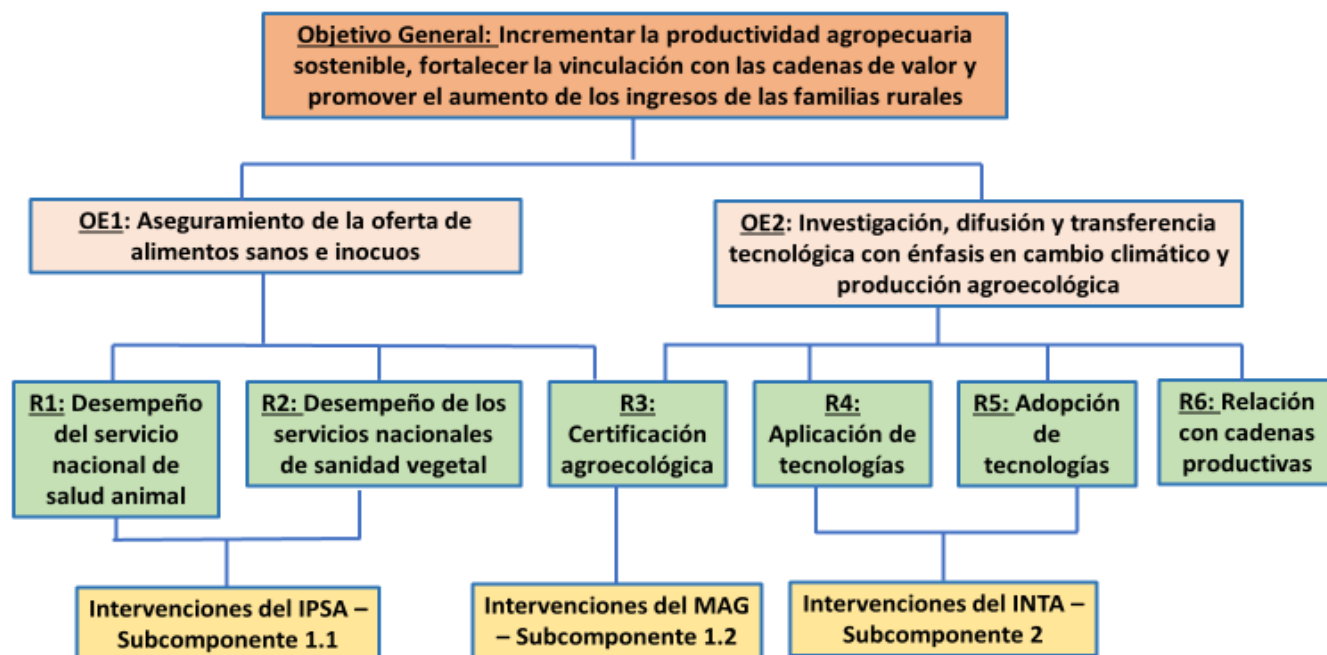 Objetivo General: Incrementar la productividad agropecuaria
sostenible, fortalecer la vinculación con las cadenas de valor y
promover el aumento de los ingresos de las familias rurales
OE1: Aseguramiento de la oferta de
alimentos sanos e inocuos
OE2: Investigación, difusión y transferencia
tecnológica con énfasis en cambio climático y
producción agroecológica
R1: Desempeño
del servicio
nacional de
salud animal
R2: Desempeño de los
servicios nacionales
de sanidad vegetal
R3:
Certificación
agroecológica
R4:
Aplicación de
tecnologías
R5: Adopción
de
tecnologías
R6: Relación
con cadenas
productivas
Intervenciones del IPSA –
Subcomponente 1.1
Intervenciones del MAG
– Subcomponente 1.2
Intervenciones del INTA –
Subcomponente 2